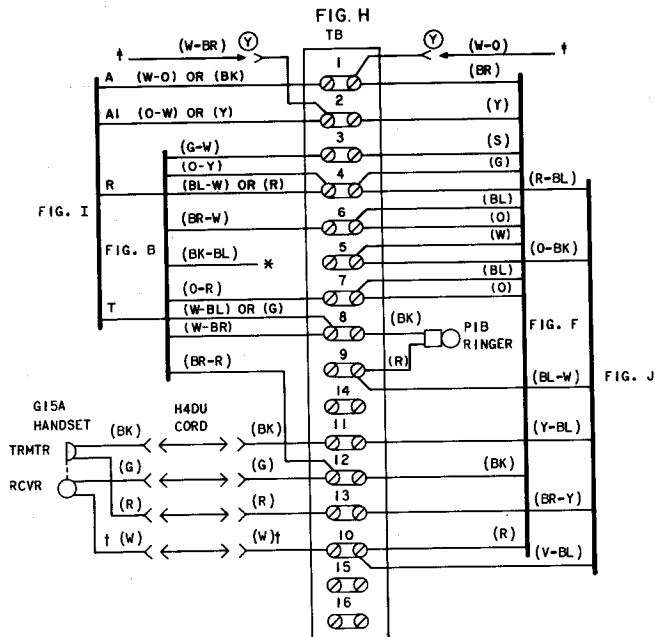 FIG. H
TB
‡ (W-BR) Y
Y (W-O) ‡
1
A (W-O) OR (BK)
(BR)
2
A1 (O-W) OR (Y)
(Y)
3
(G-W)
(S)
(O-Y)
4
(G)
R (BL-W) OR (R)
(R-BL)
FIG. I
FIG. B
(BR-W)
6
(BL)
(O)
(W)
(BK-BL) *
5
(O-BK)
(O-R)
7
(BL)
(O)
T (W-BL) OR (G)
8
(BK)
P1B
RINGER
FIG. F
(W-BR)
9
(R)
(BR-R)
(BL-W)
FIG. J
14
G15A
HANDSET
H4DU
CORD
TRMTR
(BK) (BK)
11
(Y-BL)
RCVR
(G) (G)
12
(BK)
(R) (R)
13
(BR-Y)
† (W) (W)†
10
(R)
(V-BL)
15
16